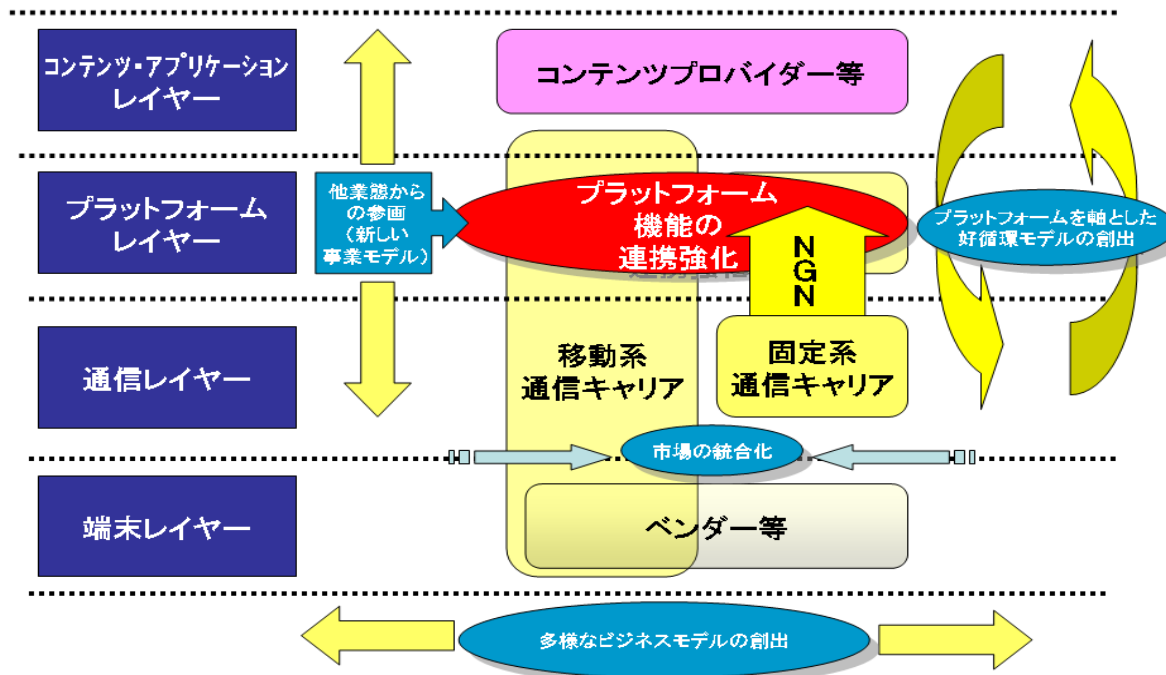 コンテンツ・アプリケーション
レイヤー
コンテンツプロバイダー等
プラットフォーム
レイヤー
他業態から
の参画
（新しい
事業モデル）
プラットフォーム
機能の
連携強化
NGN
プラットフォームを軸とした
好循環モデルの創出
通信レイヤー
移動系
通信キャリア
固定系
通信キャリア
市場の統合化
端末レイヤー
ベンダー等
多様なビジネスモデルの創出